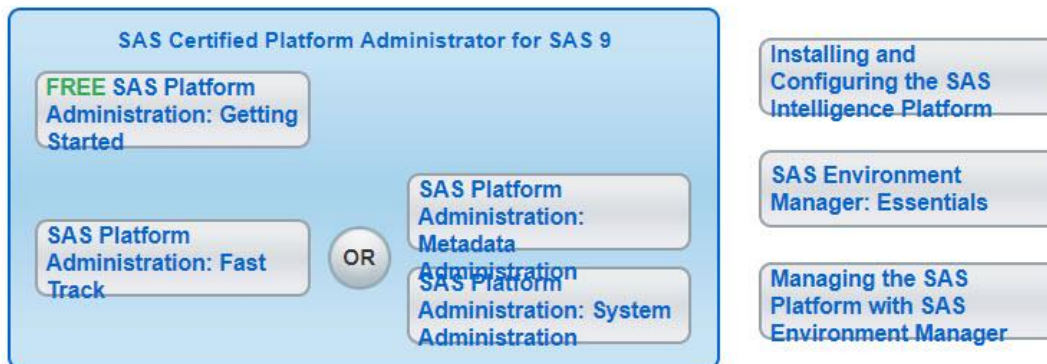 SAS Certified Platform Administrator for SAS 9
FREE SAS Platform
Administration: Getting
Started
SAS Platform
Administration: Fast
Track
OR
SAS Platform
Administration:
Metadata
Administration
SAS Platform
Administration: System
Administration
Installing and
Configuring the SAS
Intelligence Platform
SAS Environment
Manager: Essentials
Managing the SAS
Platform with SAS
Environment Manager